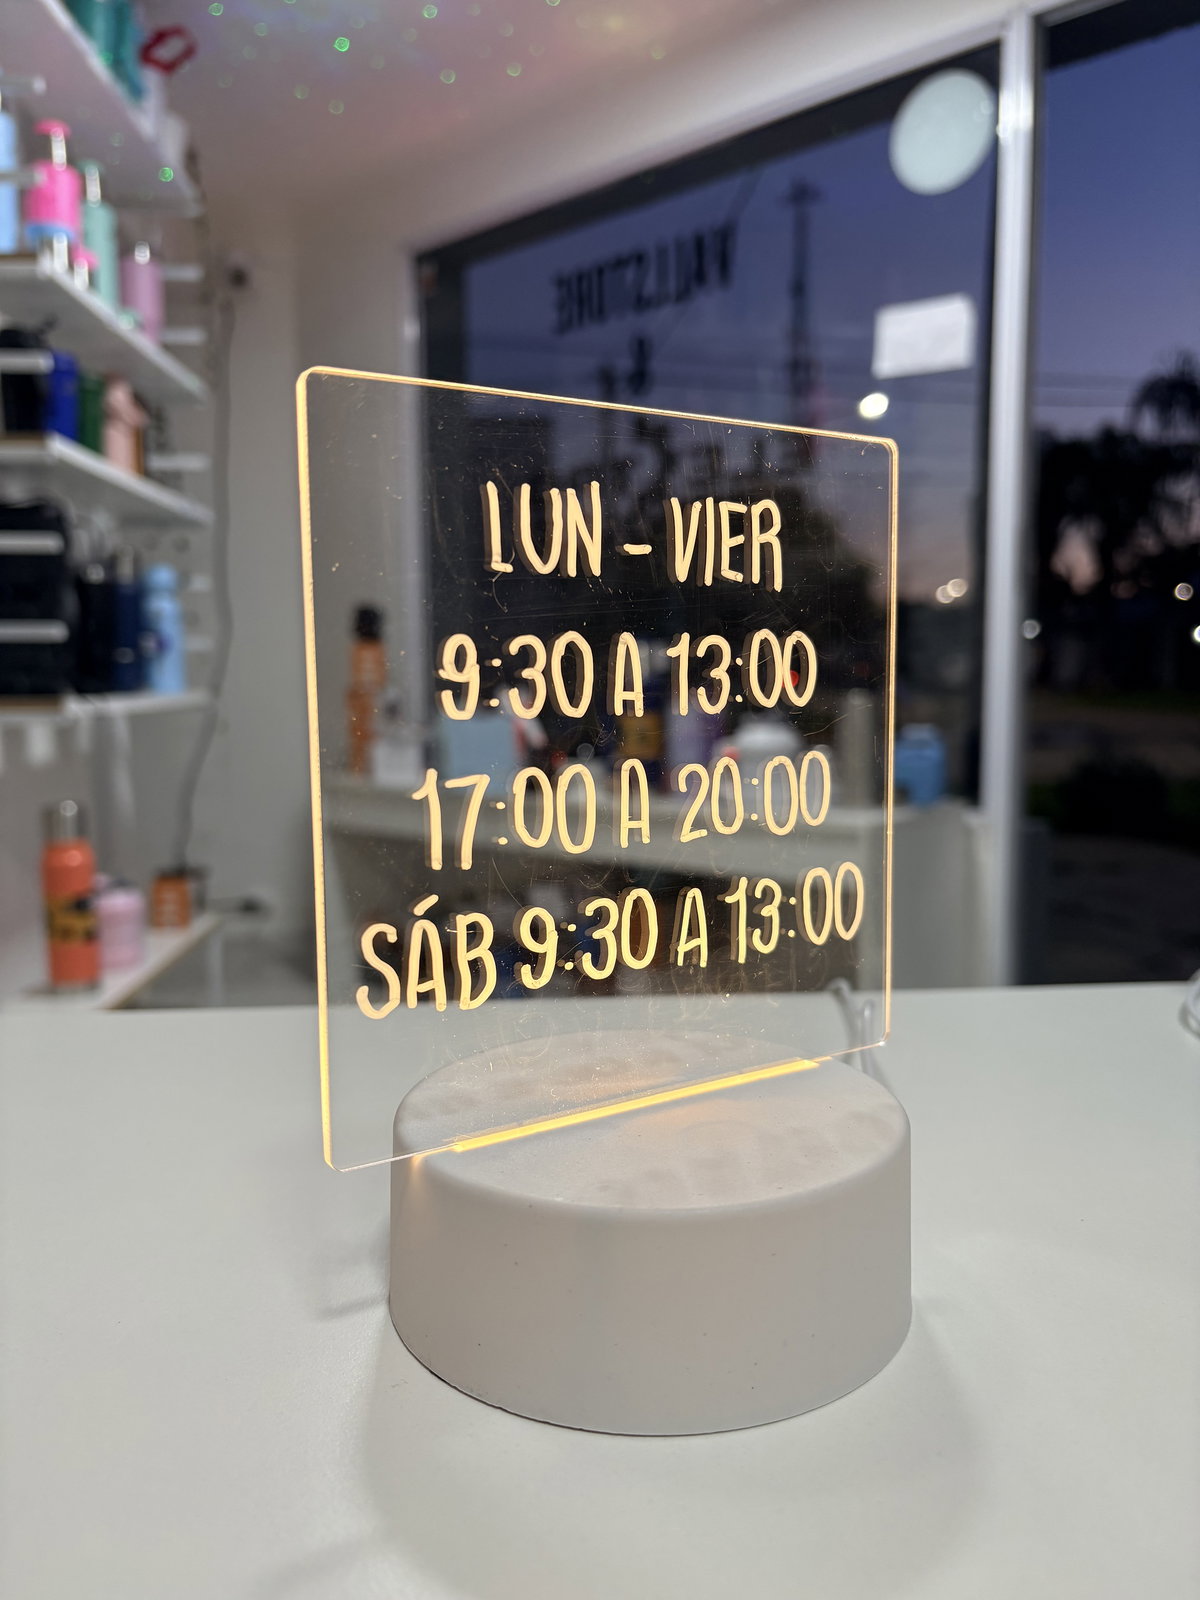 LUN - VIER
9:30 A 13:00
17:00 A 20:00
SÁB 9:30 A 13:00